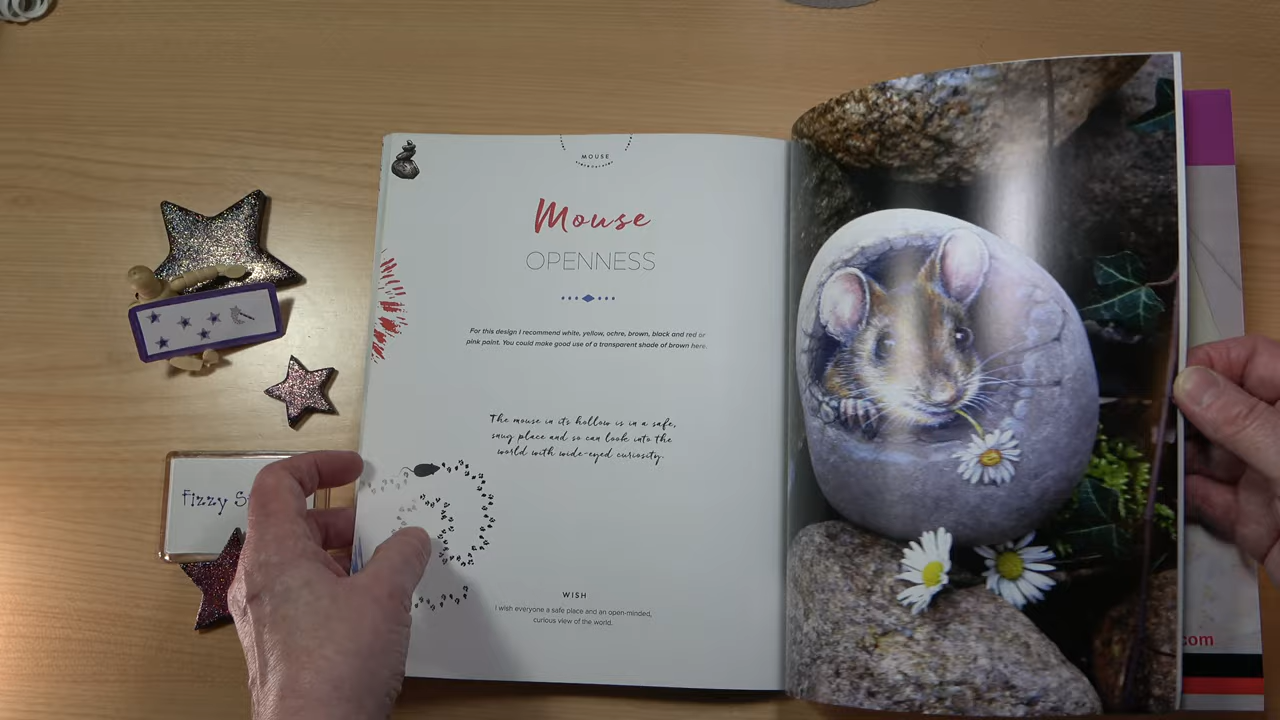 MOUSE
Mouse
OPENNESS
For this design I recommend white, yellow, ochre, brown, black and red or
pink paint. You could make good use of a transparent shade of brown here.
The mouse in its hollow is in a safe,
snug place and so can look into the
world with wide-eyed curiosity.
WISH
I wish everyone a safe place and an open-minded,
curious view of the world.
Fizzy
com